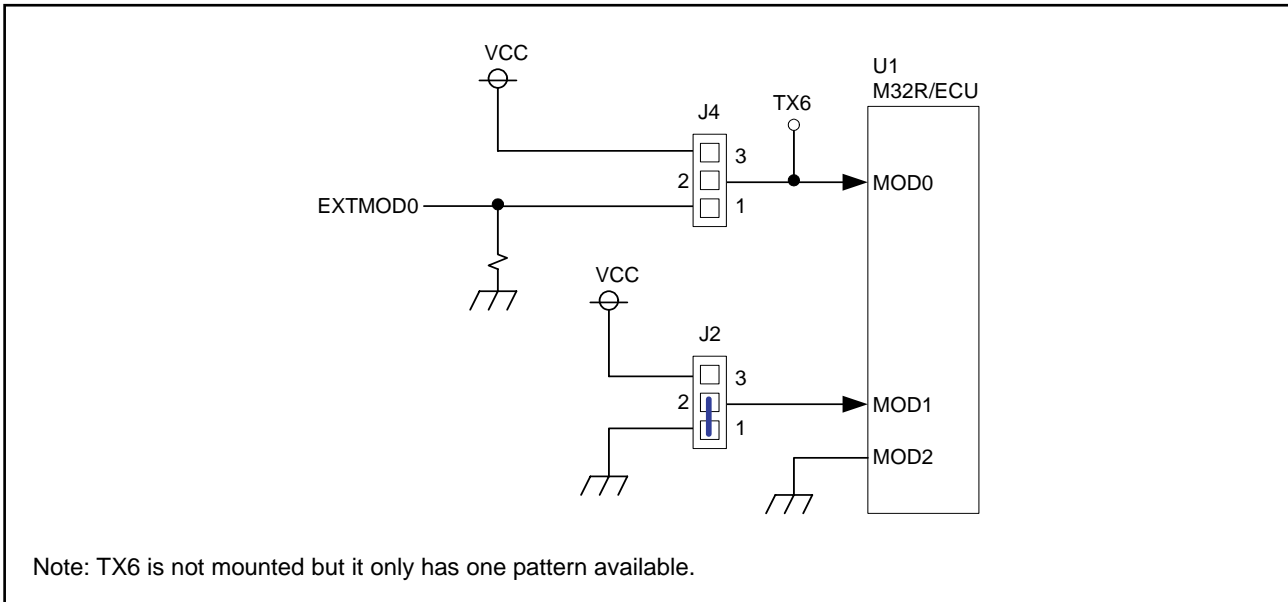 VCC
U1
M32R/ECU
J4
TX6
3
2
MOD0
EXTMOD0
1
VCC
J2
3
2
MOD1
1
MOD2
Note: TX6 is not mounted but it only has one pattern available.